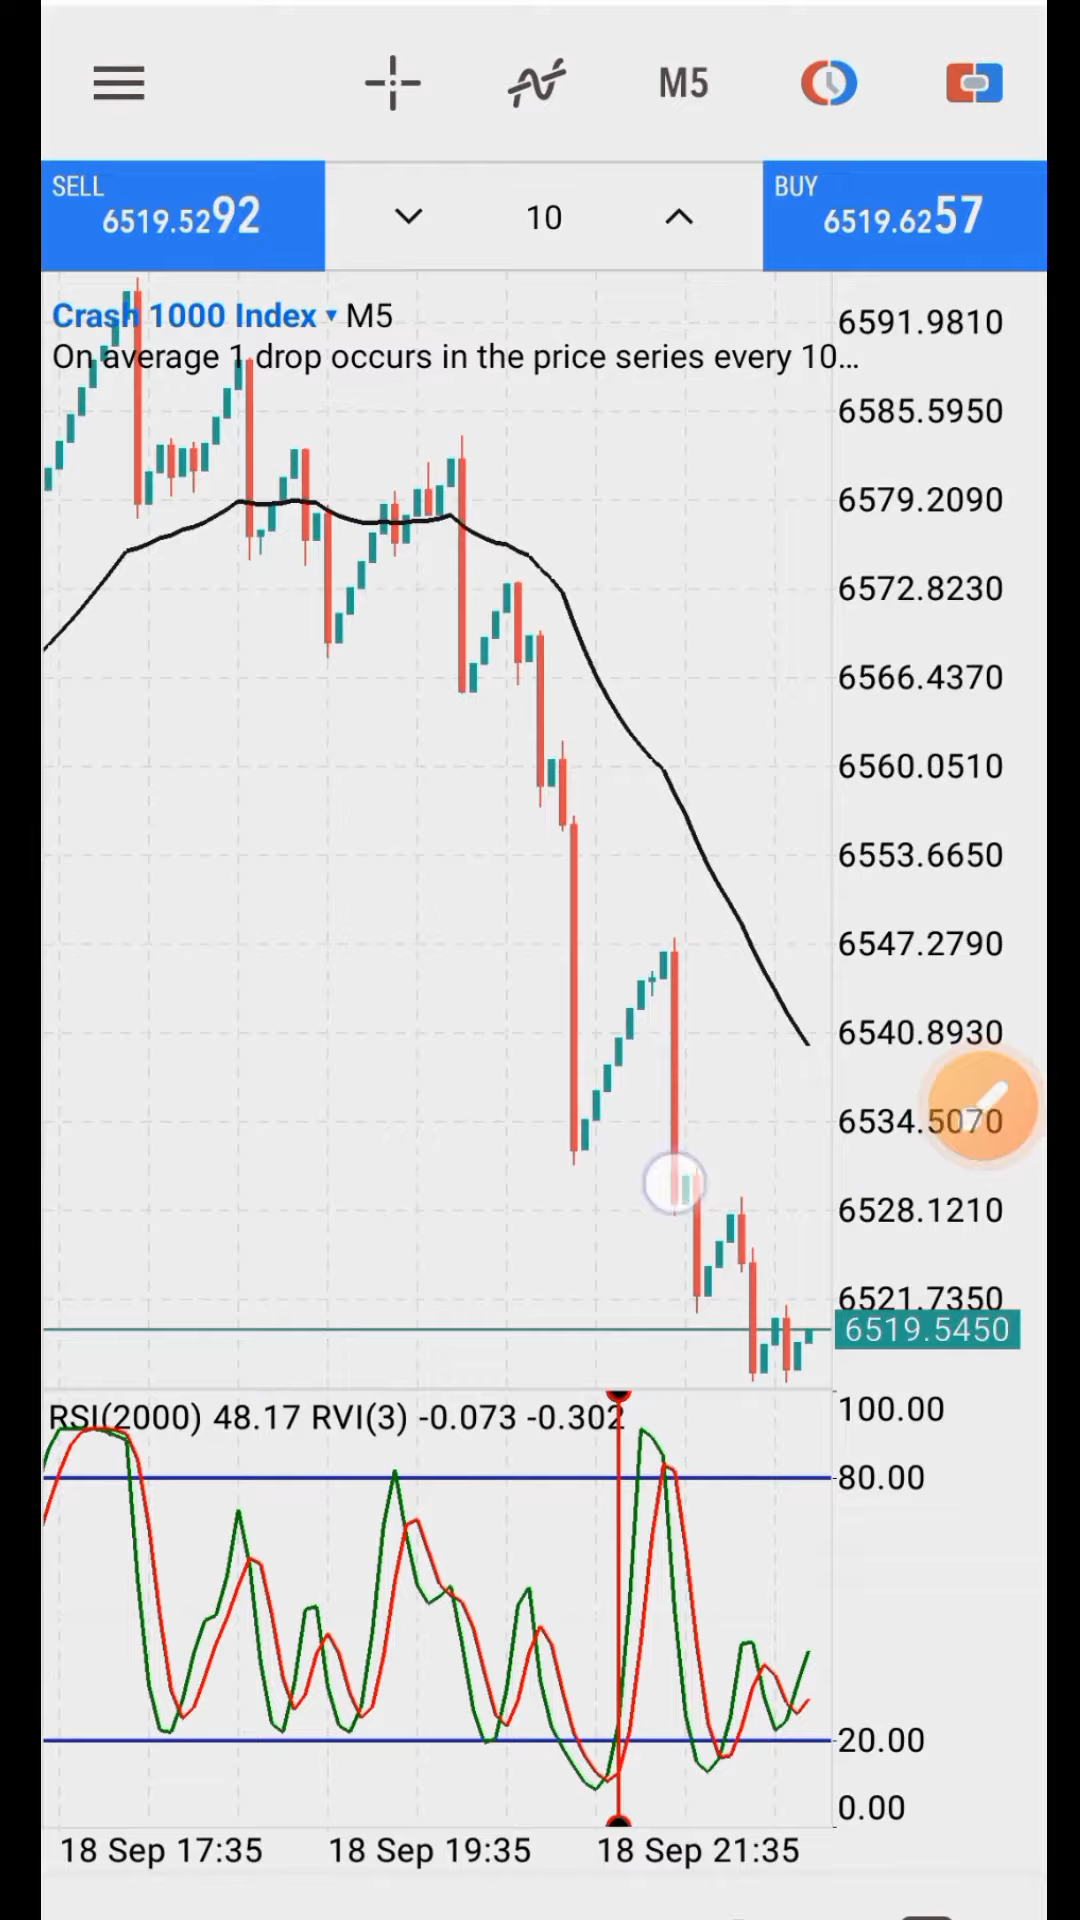 M5
SELL
6519.5292
10
BUY
6519.6257
Crash 1000 Index ▾ M5
On average 1 drop occurs in the price series every 10...
6591.9810
6585.5950
6579.2090
6572.8230
6566.4370
6560.0510
6553.6650
6547.2790
6540.8930
6534.5070
6528.1210
6521.7350
6519.5450
RSI(2000) 48.17 RVI(3) -0.073 -0.302
100.00
80.00
20.00
0.00
18 Sep 17:35
18 Sep 19:35
18 Sep 21:35